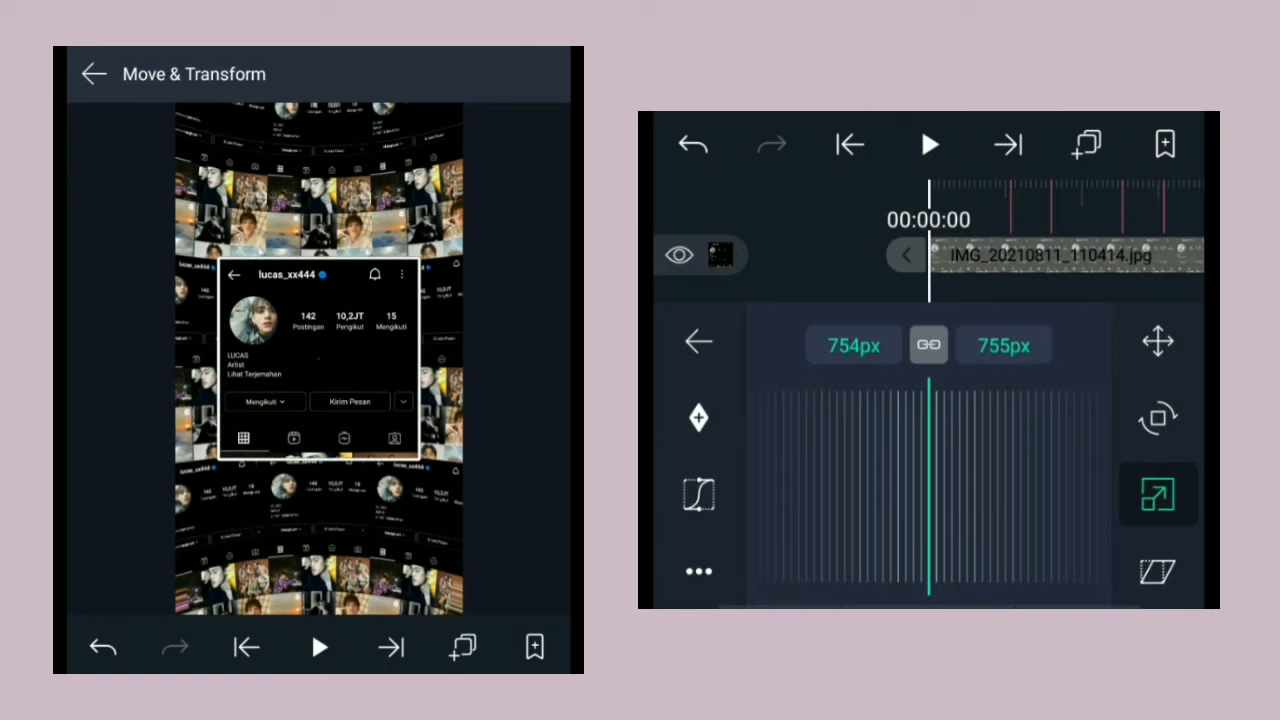 Move & Transform
lucas_xx444
142
10,2JT
15
Postingan
Pengikut
Mengikuti
LUCAS
Artist
Lihat Terjemahan
Mengikuti
Kirim Pesan
00:00:00
IMG_20210811_110414.jpg
754px
755px